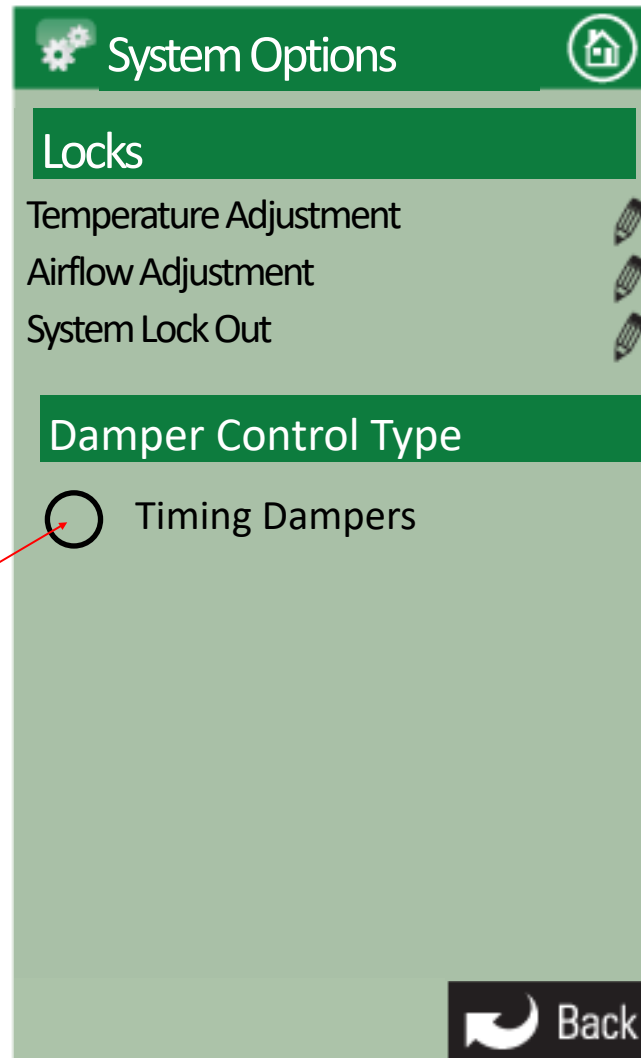 System Options
Locks
Temperature Adjustment
Airflow Adjustment
System Lock Out
Damper Control Type
Timing Dampers
Back